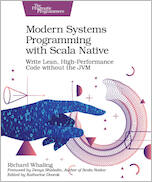 The
Pragmatic
Programmers
Modern Systems
Programming
with Scala Native
Write Lean, High-Performance
Code without the JVM
Richard Whaling
Foreword by Denys Shabalin, Author of Scala Native
Edited by Katharine Dvorak